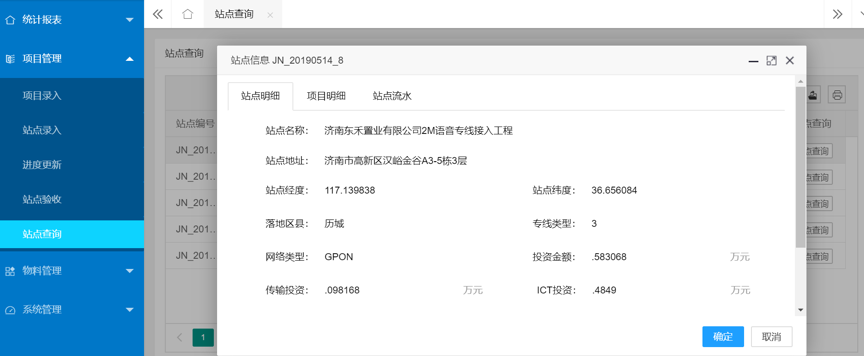 统计报表
项目管理
项目录入
站点录入
进度更新
站点验收
站点查询
物料管理
系统管理
站点查询
站点查询
站点编号
JN_201...
JN_201...
JN_201...
JN_201...
JN_201...
1
站点信息 JN_20190514_8
站点明细 项目明细 站点流水
站点名称: 济南东禾置业有限公司2M语音专线接入工程
站点地址: 济南市高新区汉峪金谷A3-5栋3层
站点经度: 117.139838 站点纬度: 36.656084
落地区县: 历城 专线类型: 3
网络类型: GPON 投资金额: .583068 万元
传输投资: .098168 万元 ICT投资: .4849 万元
确定 取消
点查询
点查询
点查询
点查询
点查询
点查询